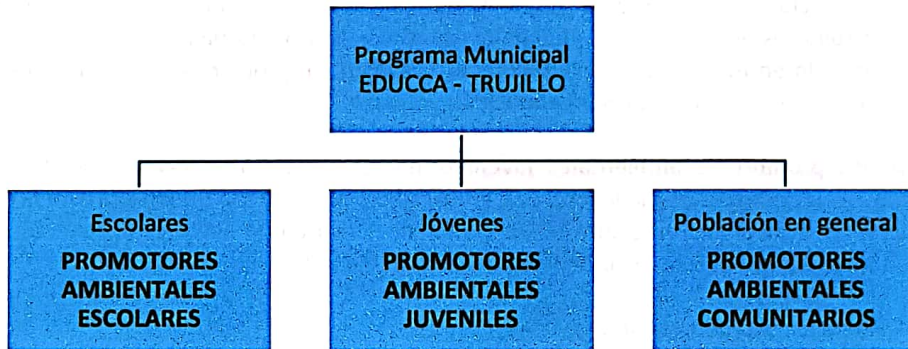 Programa Municipal
EDUCCA - TRUJILLO
Escolares
PROMOTORES
AMBIENTALES
ESCOLARES
Jóvenes
PROMOTORES
AMBIENTALES
JUVENILES
Población en general
PROMOTORES
AMBIENTALES
COMUNITARIOS